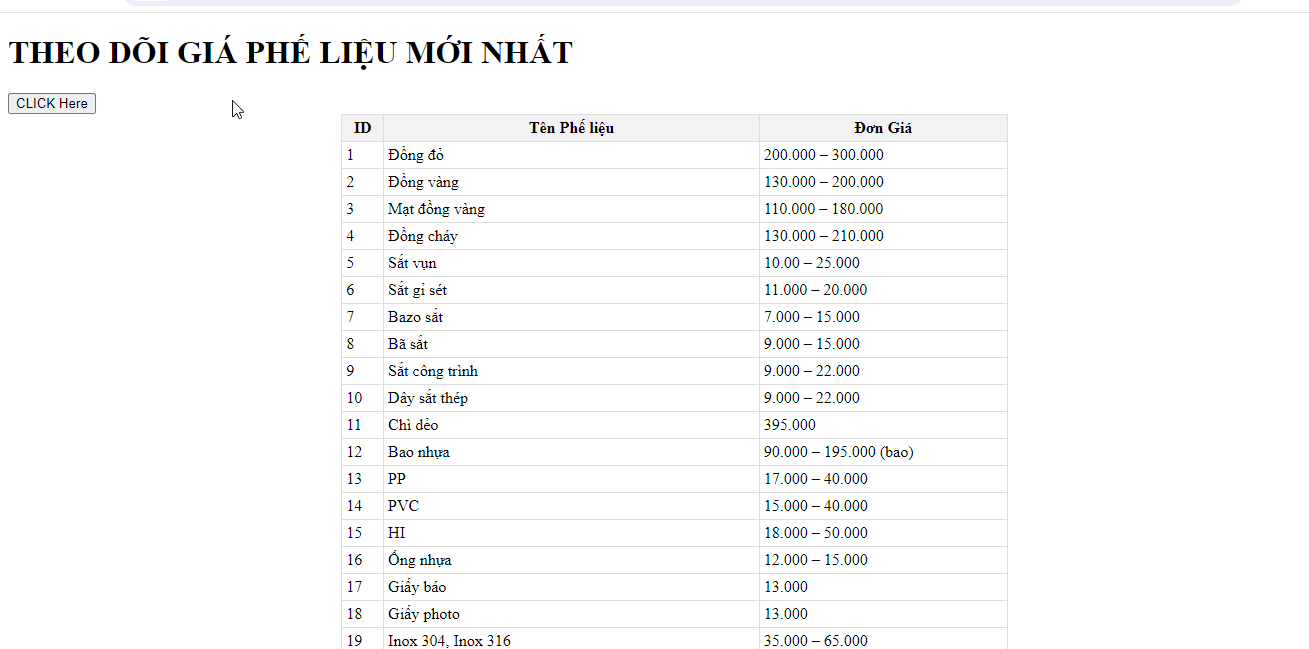 THEO DÕI GIÁ PHẾ LIỆU MỚI NHẤT
CLICK Here
ID Tên Phế liệu Đơn Giá
1 Đồng đỏ 200.000 – 300.000
2 Đồng vàng 130.000 – 200.000
3 Mạt đồng vàng 110.000 – 180.000
4 Đồng cháy 130.000 – 210.000
5 Sắt vụn 10.00 – 25.000
6 Sắt gỉ sét 11.000 – 20.000
7 Bazo sắt 7.000 – 15.000
8 Bã sắt 9.000 – 15.000
9 Sắt công trình 9.000 – 22.000
10 Dây sắt thép 9.000 – 22.000
11 Chì dẻo 395.000
12 Bao nhựa 90.000 – 195.000 (bao)
13 PP 17.000 – 40.000
14 PVC 15.000 – 40.000
15 HI 18.000 – 50.000
16 Ống nhựa 12.000 – 15.000
17 Giấy báo 13.000
18 Giấy photo 13.000
19 Inox 304, Inox 316 35.000 – 65.000